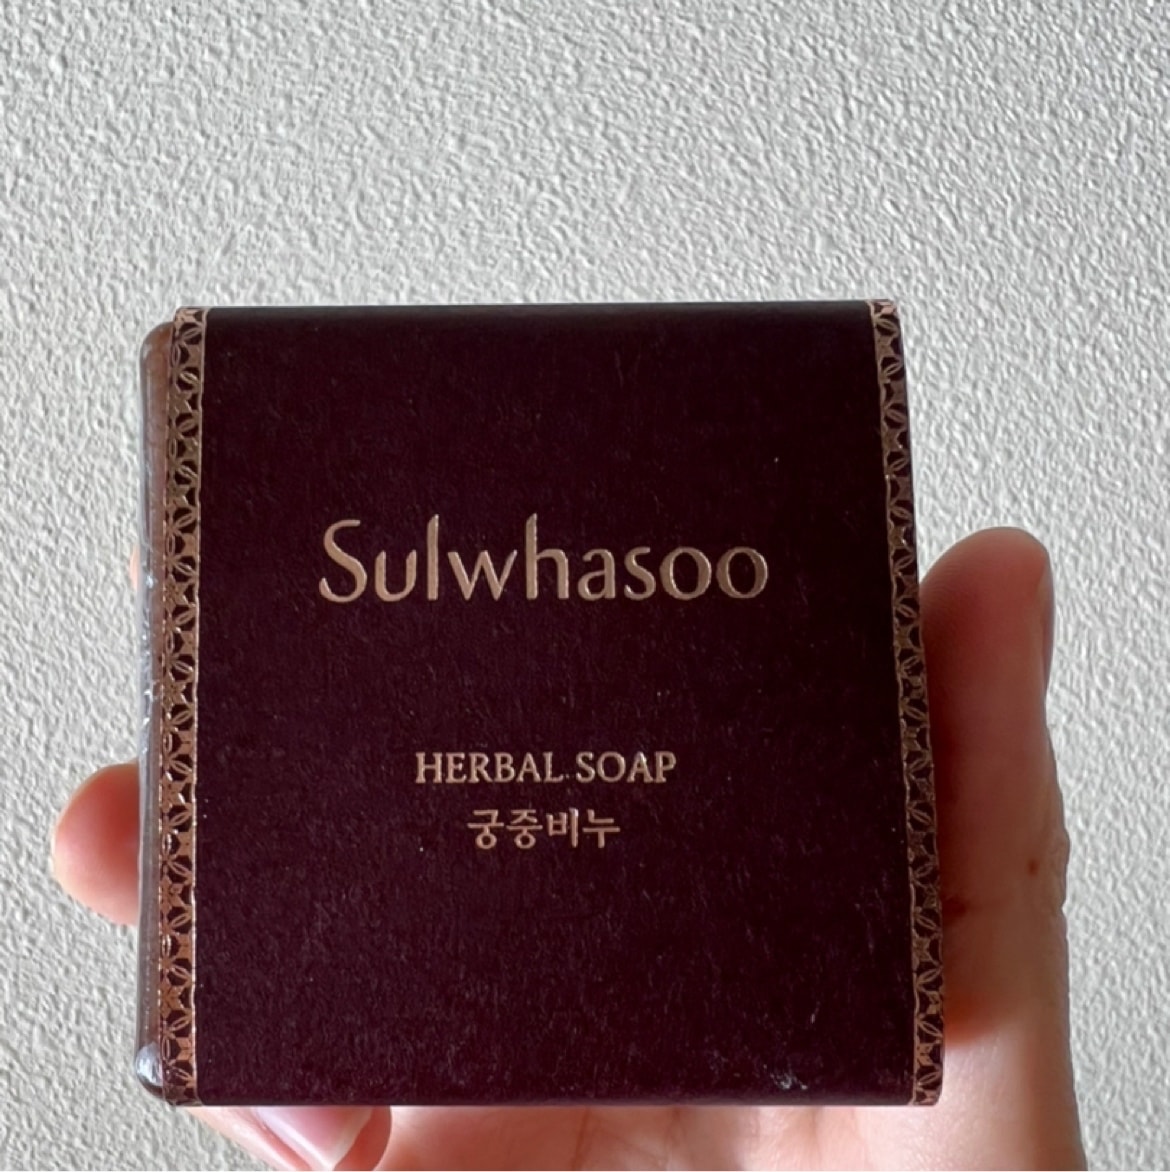 Sulwhasoo
HERBAL SOAP
궁중비누